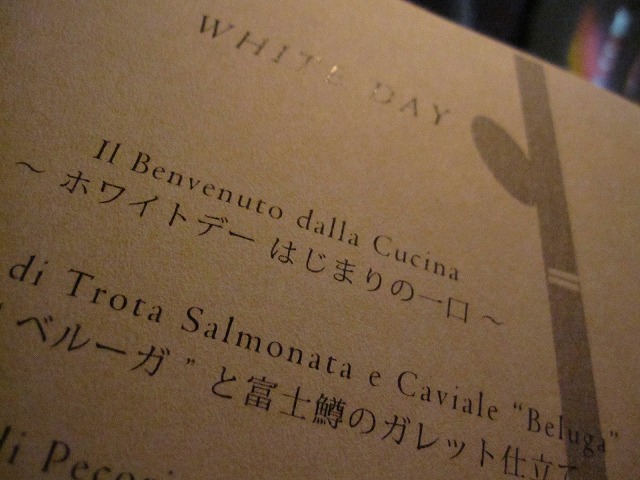 WHITE DAY
Il Benvenuto dalla Cucina
～ ホワイトデー はじまりの一口 ～
di Trota Salmonata e Caviale “Beluga”
ベルーガ ” と富士鱒のガレット仕立て